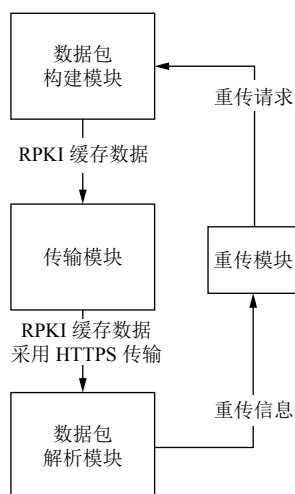 数据包
构建模块
重传请求
RPKI 缓存数据
传输模块
重传模块
RPKI 缓存数据
采用 HTTPS 传输
重传信息
数据包
解析模块